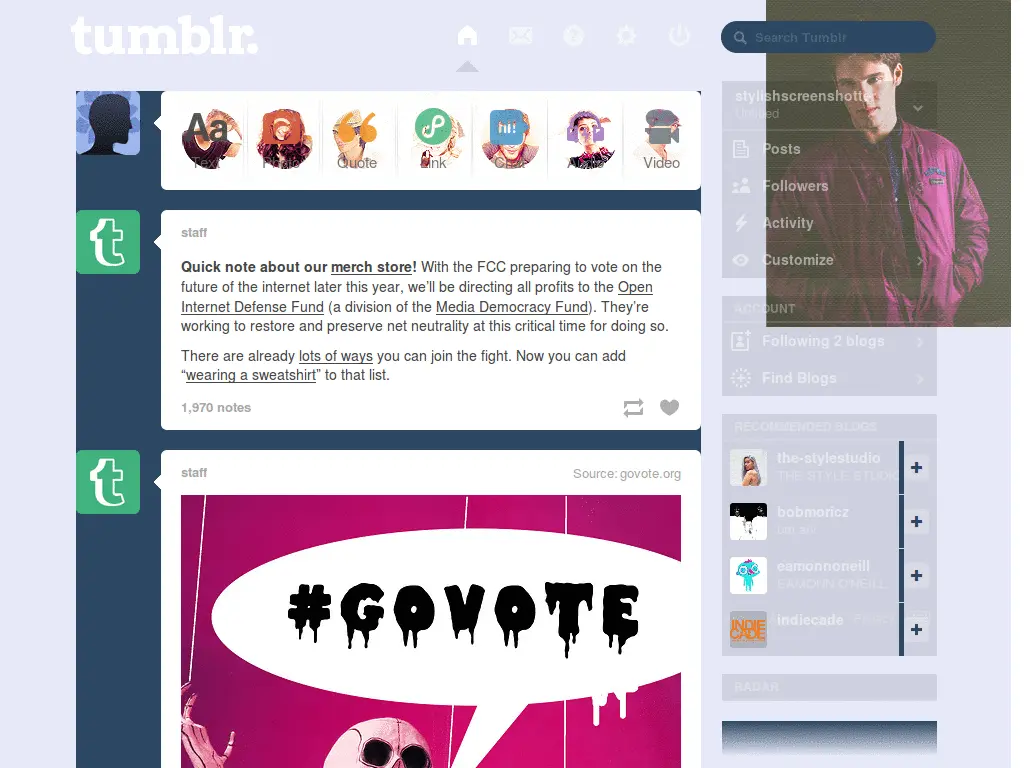 tumblr.
Search Tumblr
stylishscreenshotte
Untitled
Posts
Followers
Activity
Customize
ACCOUNT
Following 2 blogs
Find Blogs
RECOMMENDED BLOGS
the-stylestudio
THE STYLE STUDIO
bobmoricz
eamonnoneill
EAMONN O'NEILL
indiecade
INDIE
CADE
RADAR
Aa
hi!
Text
Photo
Quote
Link
Chat
Audio
Video
staff
Quick note about our merch store! With the FCC preparing to vote on the
future of the internet later this year, we’ll be directing all profits to the Open
Internet Defense Fund (a division of the Media Democracy Fund). They’re
working to restore and preserve net neutrality at this critical time for doing so.
There are already lots of ways you can join the fight. Now you can add
“wearing a sweatshirt” to that list.
1,970 notes
staff
Source: govote.org
#GOVOTE